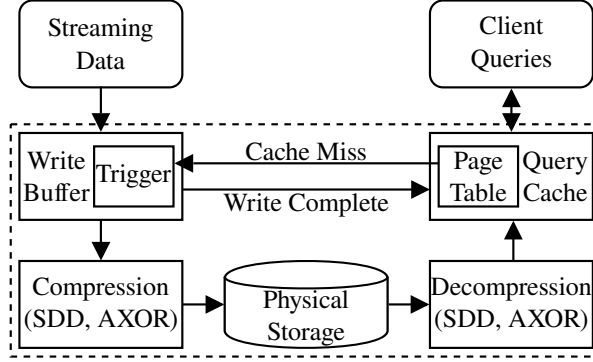 Streaming
Data
Client
Queries
Write
Buffer
Trigger
Cache Miss
Write Complete
Page
Table
Query
Cache
Compression
(SDD, AXOR)
Physical
Storage
Decompression
(SDD, AXOR)